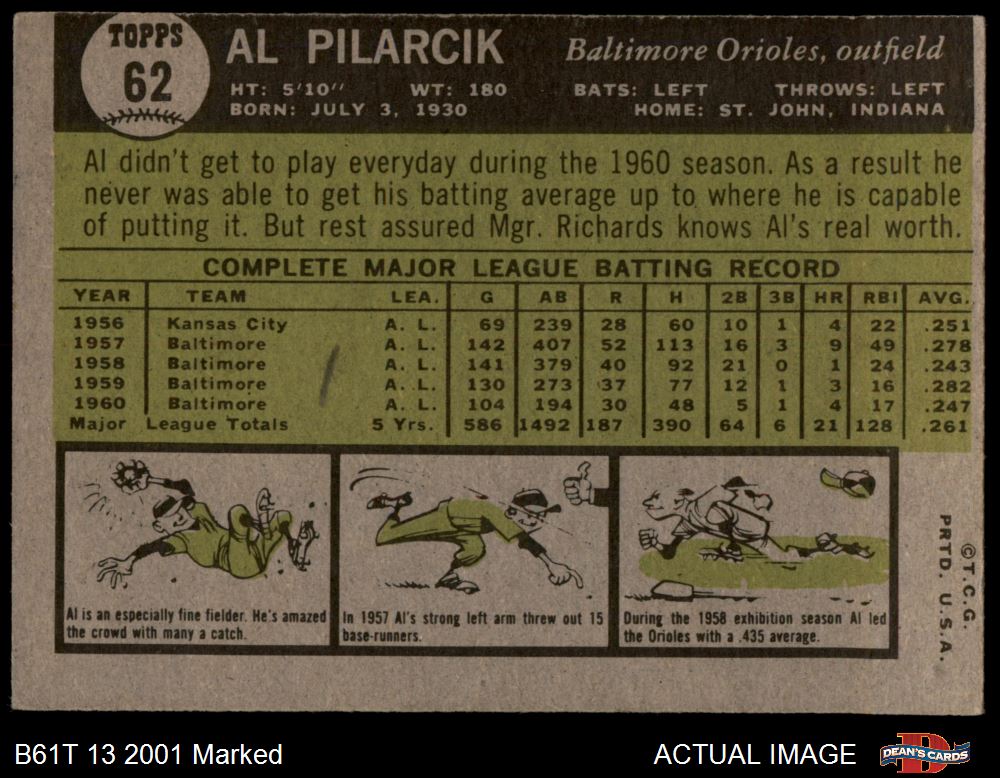 TOPPS
62
AL PILARCIK
Baltimore Orioles, outfield
HT: 5'10" WT: 180 BATS: LEFT THROWS: LEFT
BORN: JULY 3, 1930 HOME: ST. JOHN, INDIANA
Al didn't get to play everyday during the 1960 season. As a result he
never was able to get his batting average up to where he is capable
of putting it. But rest assured Mgr. Richards knows Al's real worth.
COMPLETE MAJOR LEAGUE BATTING RECORD
YEAR TEAM LEA. G AB R H 2B 3B HR RBI AVG.
1956 Kansas City A. L. 69 239 28 60 10 1 4 22 .251
1957 Baltimore A. L. 142 407 52 113 16 3 9 49 .278
1958 Baltimore A. L. 141 379 40 92 21 0 1 24 .243
1959 Baltimore A. L. 130 273 37 77 12 1 3 16 .282
1960 Baltimore A. L. 104 194 30 48 5 1 4 17 .247
Major League Totals 5 Yrs. 586 1492 187 390 64 6 21 128 .261
Al is an especially fine fielder. He's amazed
the crowd with many a catch.
In 1957 Al's strong left arm threw out 15
base-runners.
During the 1958 exhibition season Al led
the Orioles with a .435 average.
©T.C.G.
PRTD. U.S.A.
B61T 13 2001 Marked
ACTUAL IMAGE
DEAN'S CARDS